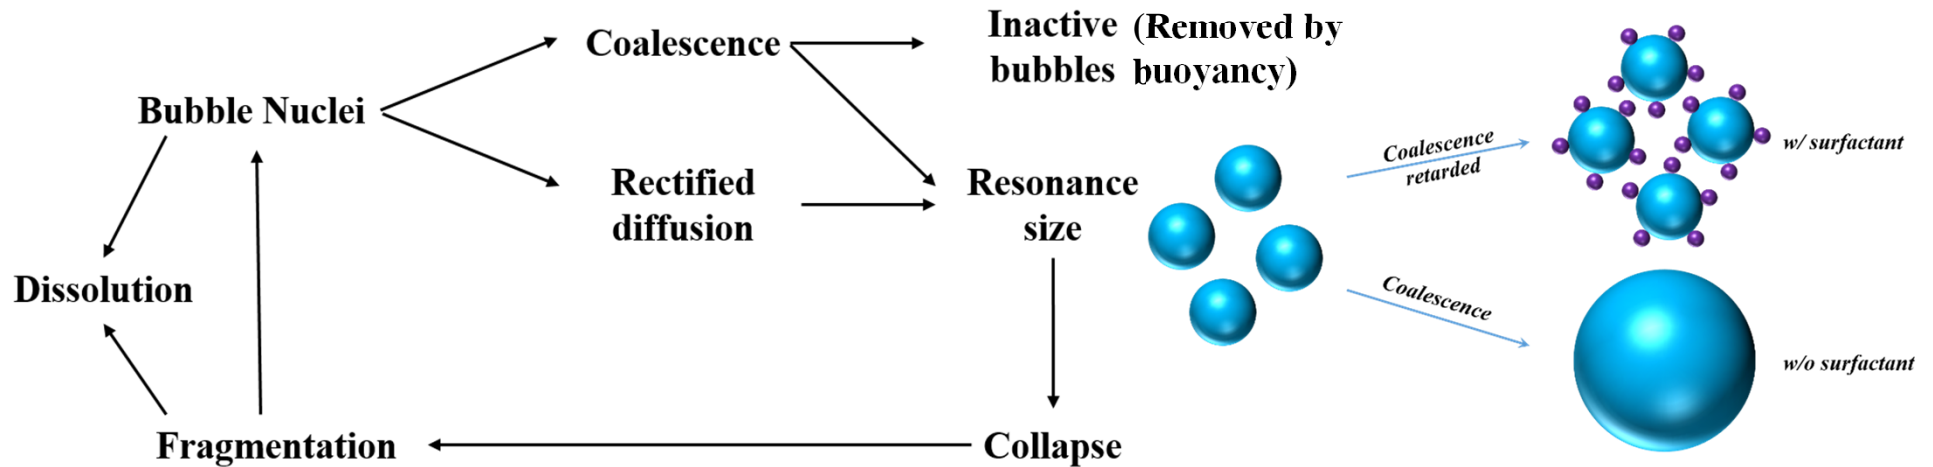 Coalescence
Inactive (Removed by
bubbles buoyancy)
Bubble Nuclei
Rectified
diffusion
Resonance
size
Dissolution
Fragmentation
Collapse
Coalescence
retarded
w/ surfactant
Coalescence
w/o surfactant